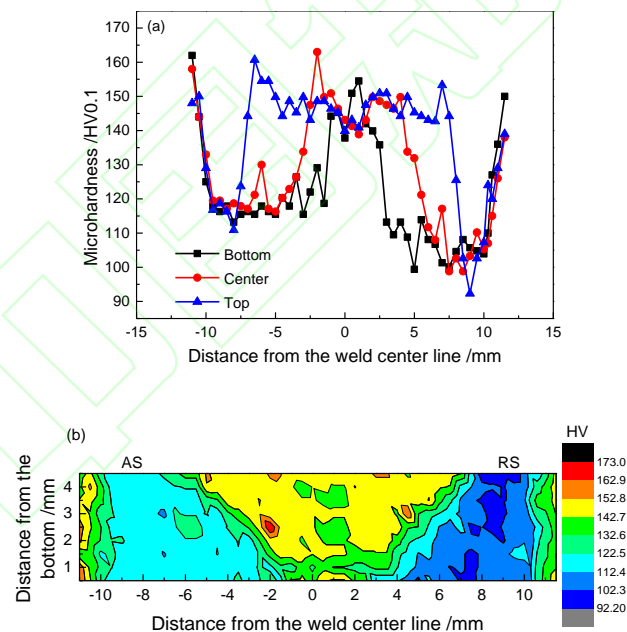 (a)
170
160
150
140
130
120
110
100
90
Microhardness /HV0.1
Bottom
Center
Top
-15 -10 -5 0 5 10 15
Distance from the weld center line /mm
(b)
AS
RS
HV
4
3
2
1
Distance from the
bottom /mm
-10 -8 -6 -4 -2 0 2 4 6 8 10
Distance from the weld center line /mm
173.0
162.9
152.8
142.7
132.6
122.5
112.4
102.3
92.20